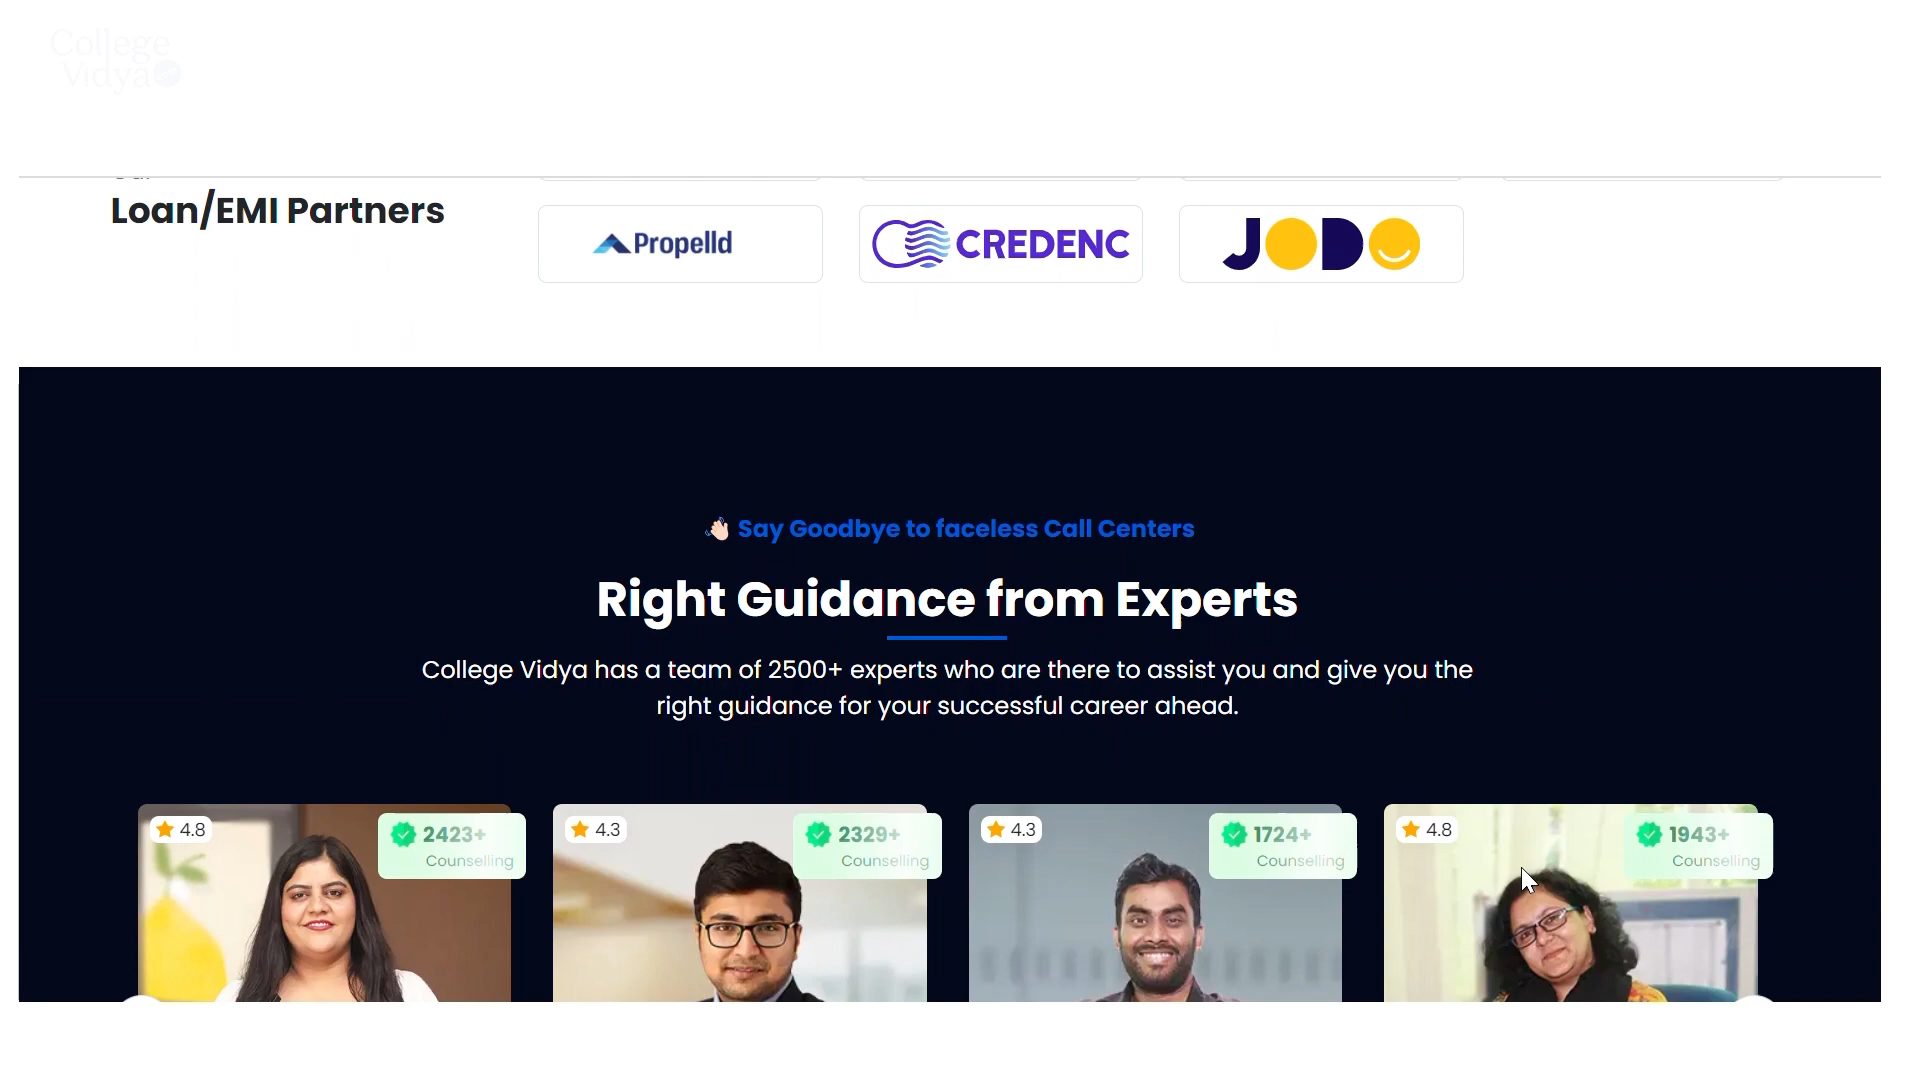 College
Vidya
Loan/EMI Partners
Propelld
CREDENC
JODO
👋🏻 Say Goodbye to faceless Call Centers
Right Guidance from Experts
College Vidya has a team of 2500+ experts who are there to assist you and give you the
right guidance for your successful career ahead.
4.8
2423+
Counselling
4.3
2329+
Counselling
4.3
1724+
Counselling
4.8
1943+
Counselling